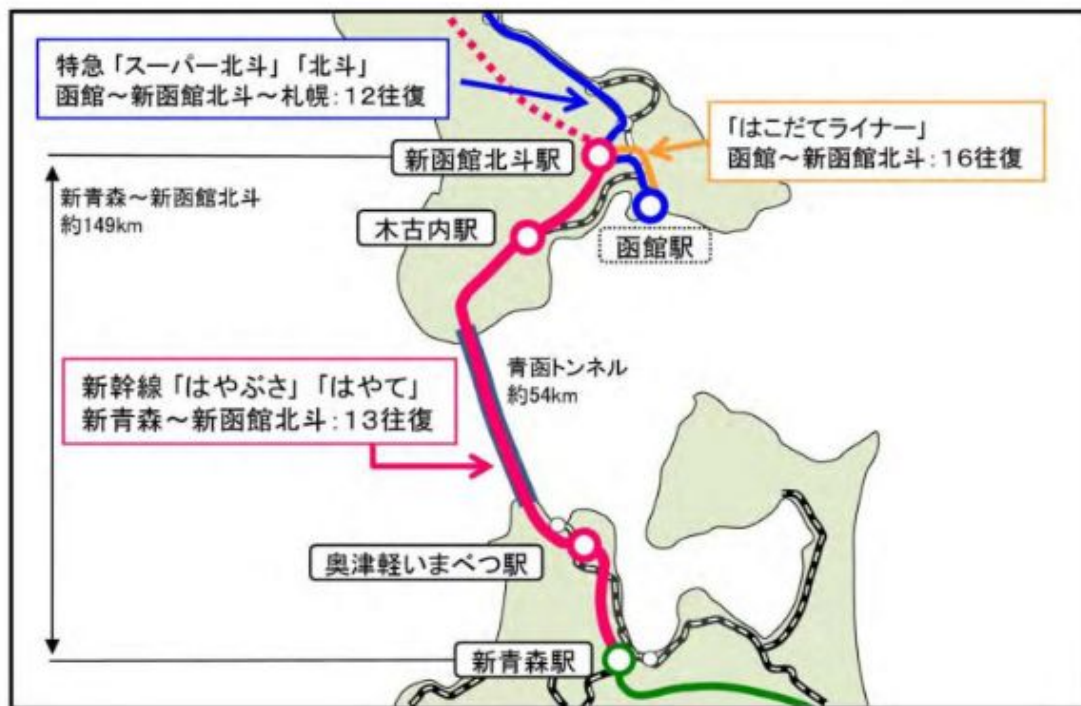 特急「スーパー北斗」「北斗」
函館～新函館北斗～札幌：12往復
「はこだてライナー」
函館～新函館北斗：16往復
新函館北斗駅
新青森～新函館北斗
約149km
木古内駅
函館駅
青函トンネル
約54km
新幹線「はやぶさ」「はやて」
新青森～新函館北斗：13往復
奥津軽いまべつ駅
新青森駅